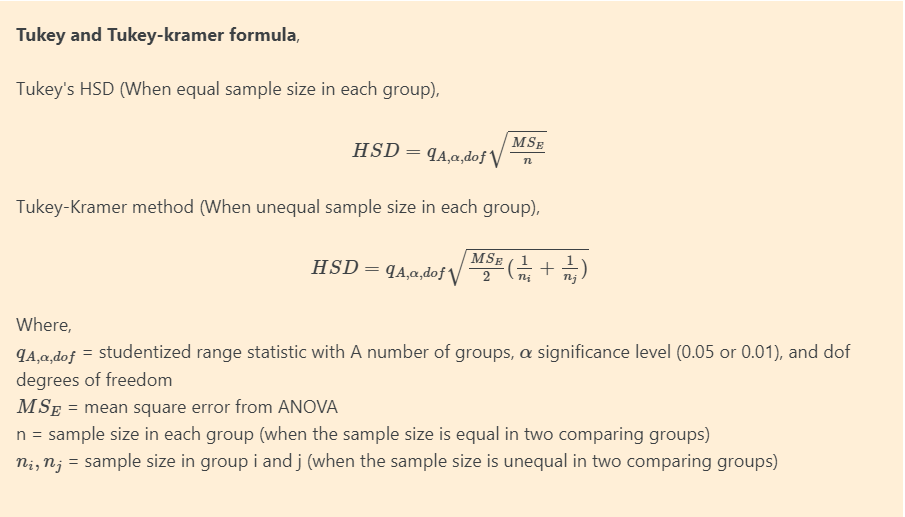 Tukey and Tukey-kramer formula,
Tukey's HSD (When equal sample size in each group),
$HSD = q_{A,\alpha,dof}\sqrt{\frac{MS_E}{n}}$
Tukey-Kramer method (When unequal sample size in each group),
$HSD = q_{A,\alpha,dof}\sqrt{\frac{MS_E}{2}(\frac{1}{n_i} + \frac{1}{n_j})}$
Where,
$q_{A,\alpha,dof}$ = studentized range statistic with A number of groups, $\alpha$ significance level (0.05 or 0.01), and dof
degrees of freedom
$MS_E$ = mean square error from ANOVA
n = sample size in each group (when the sample size is equal in two comparing groups)
$n_i, n_j$ = sample size in group i and j (when the sample size is unequal in two comparing groups)